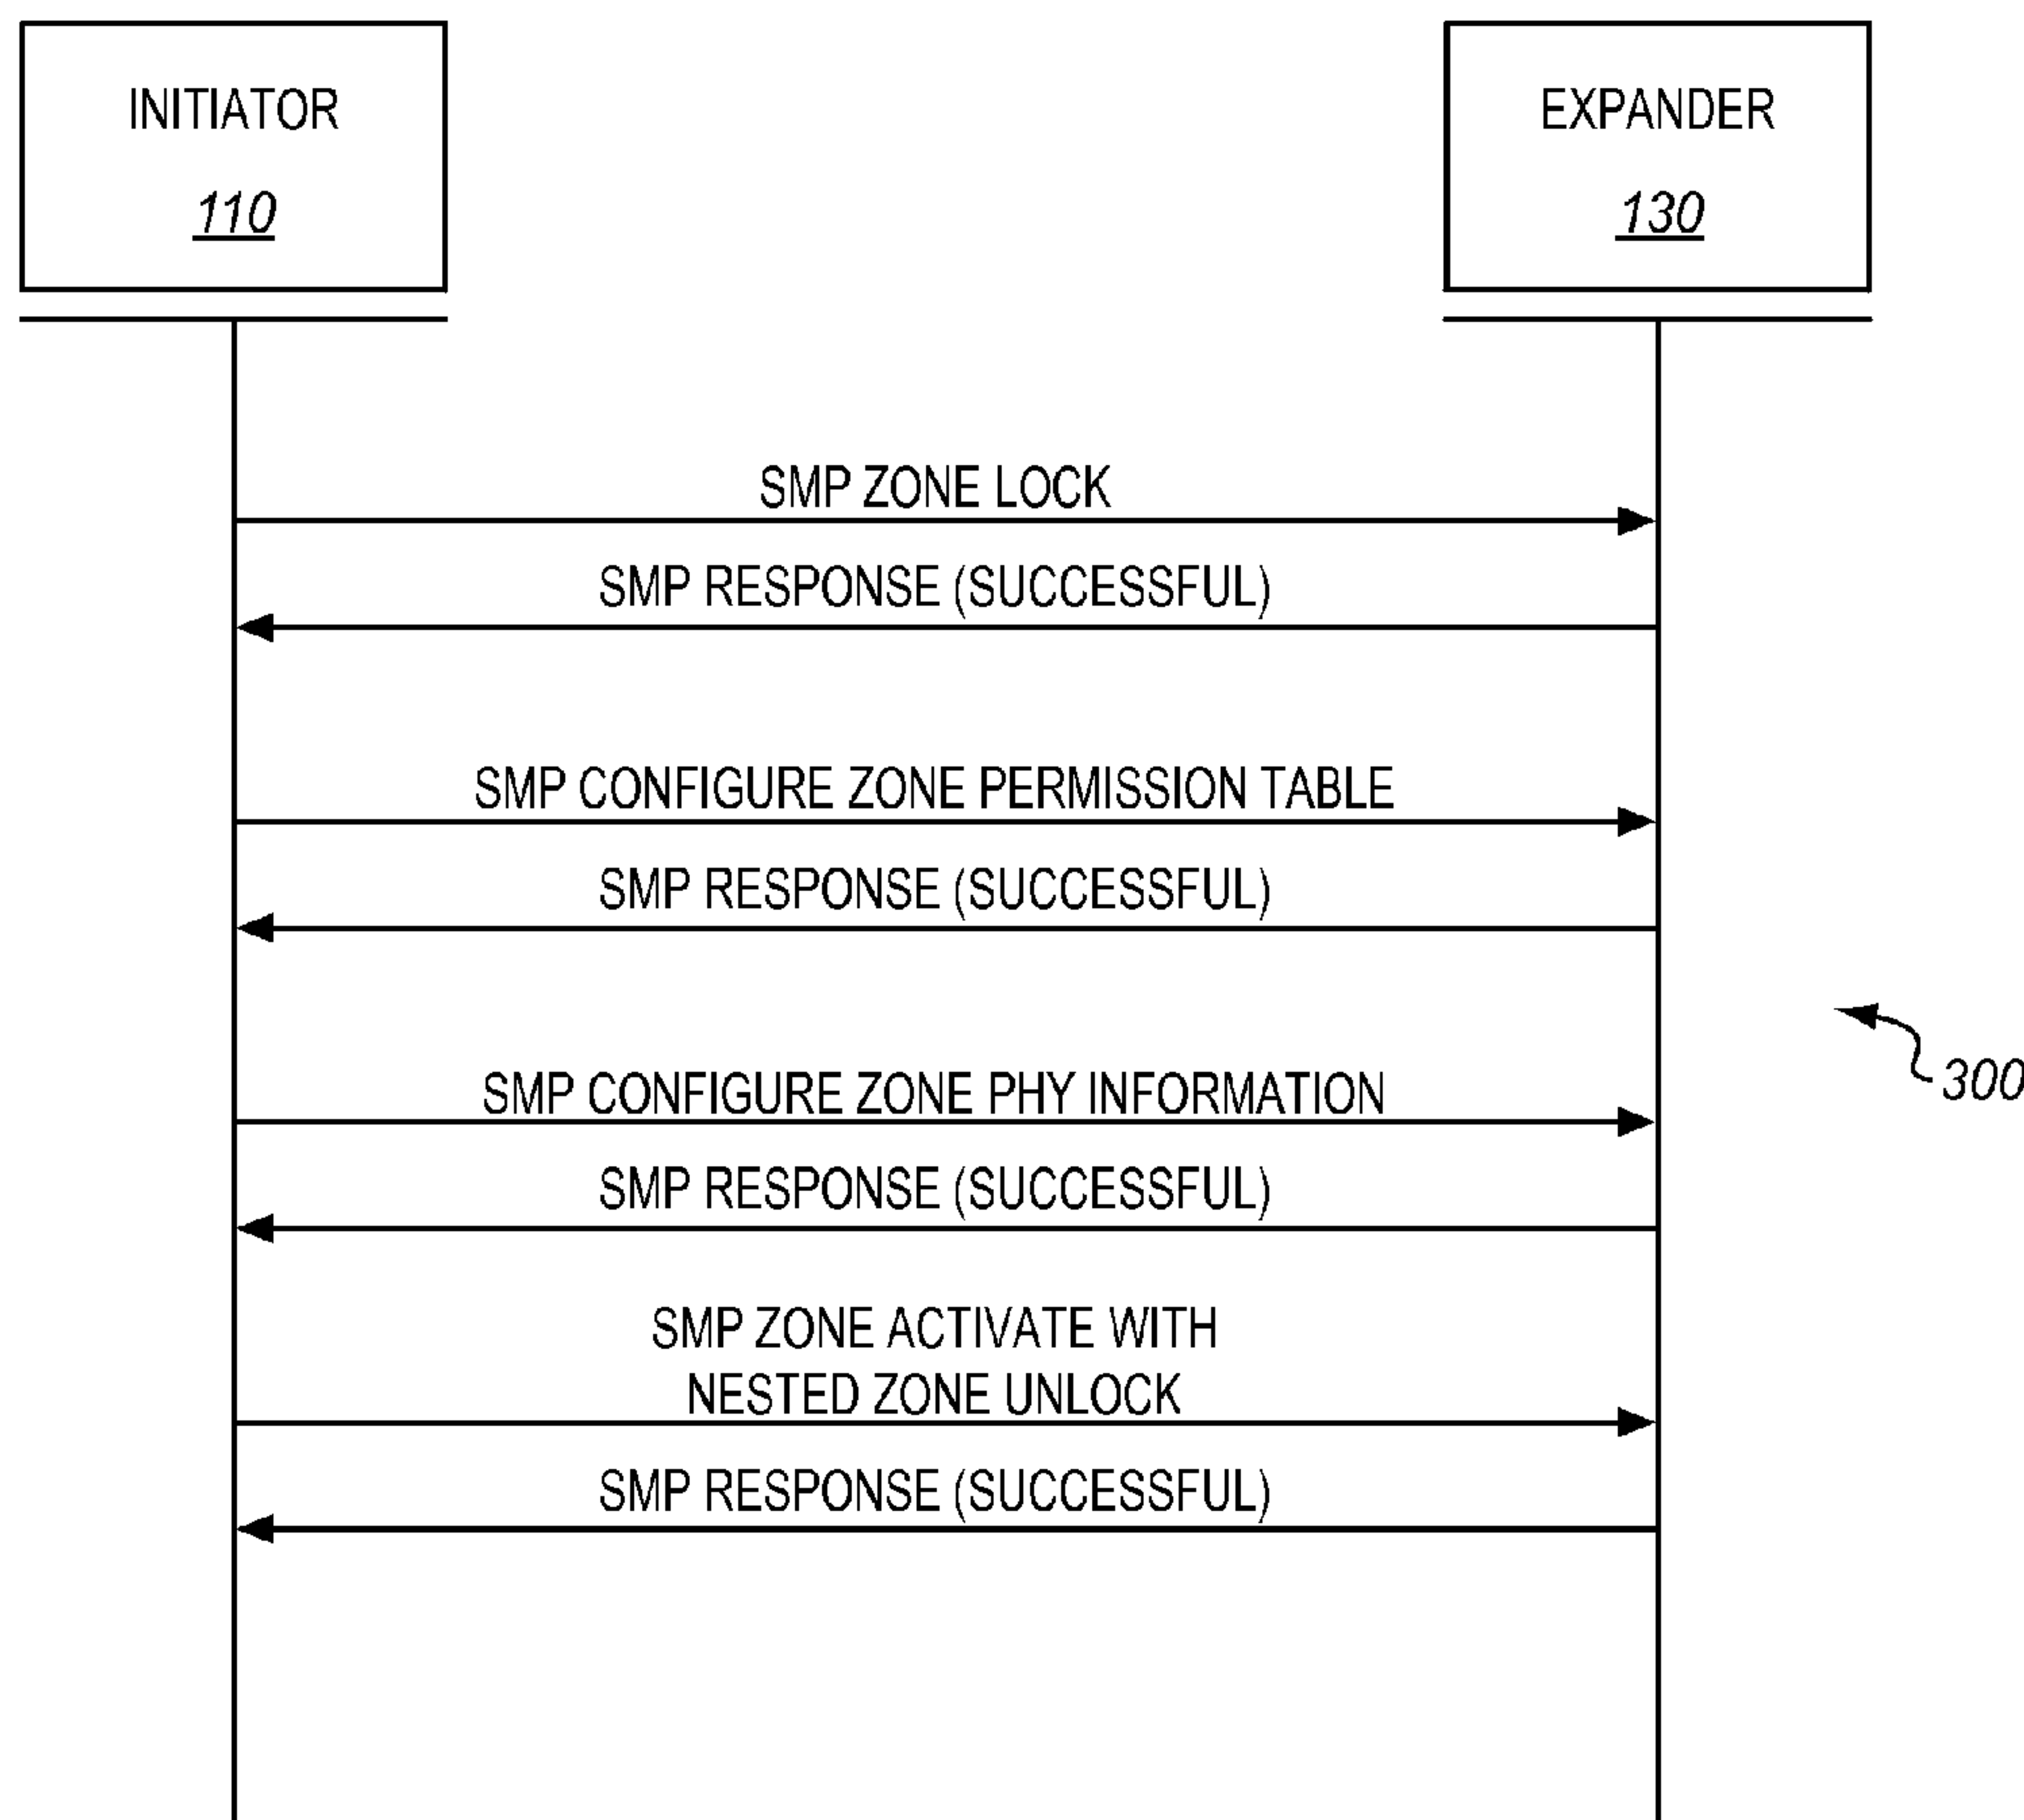 INITIATOR
110
EXPANDER
130
SMP ZONE LOCK
SMP RESPONSE (SUCCESSFUL)
SMP CONFIGURE ZONE PERMISSION TABLE
SMP RESPONSE (SUCCESSFUL)
300
SMP CONFIGURE ZONE PHY INFORMATION
SMP RESPONSE (SUCCESSFUL)
SMP ZONE ACTIVATE WITH
NESTED ZONE UNLOCK
SMP RESPONSE (SUCCESSFUL)